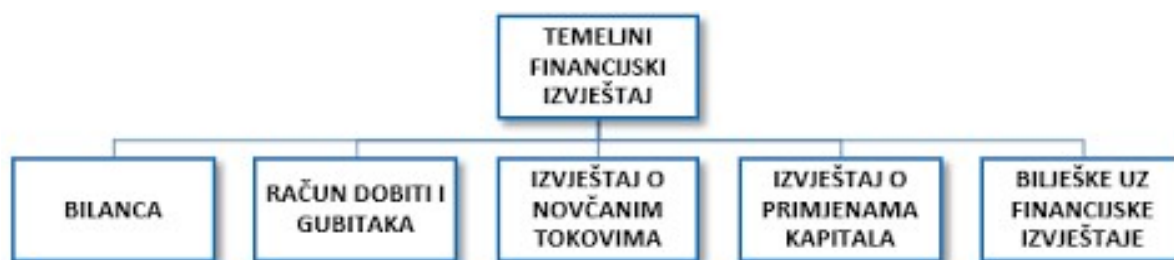 TEMELJNI
FINANCIJSKI
IZVJEŠTAJ
BILANCA
RAČUN DOBITI I
GUBITAKA
IZVJEŠTAJ O
NOVČANIM
TOKOVIMA
IZVJEŠTAJ O
PRIMJENAMA
KAPITALA
BILJEŠKE UZ
FINANCIJSKE
IZVJEŠTAJE